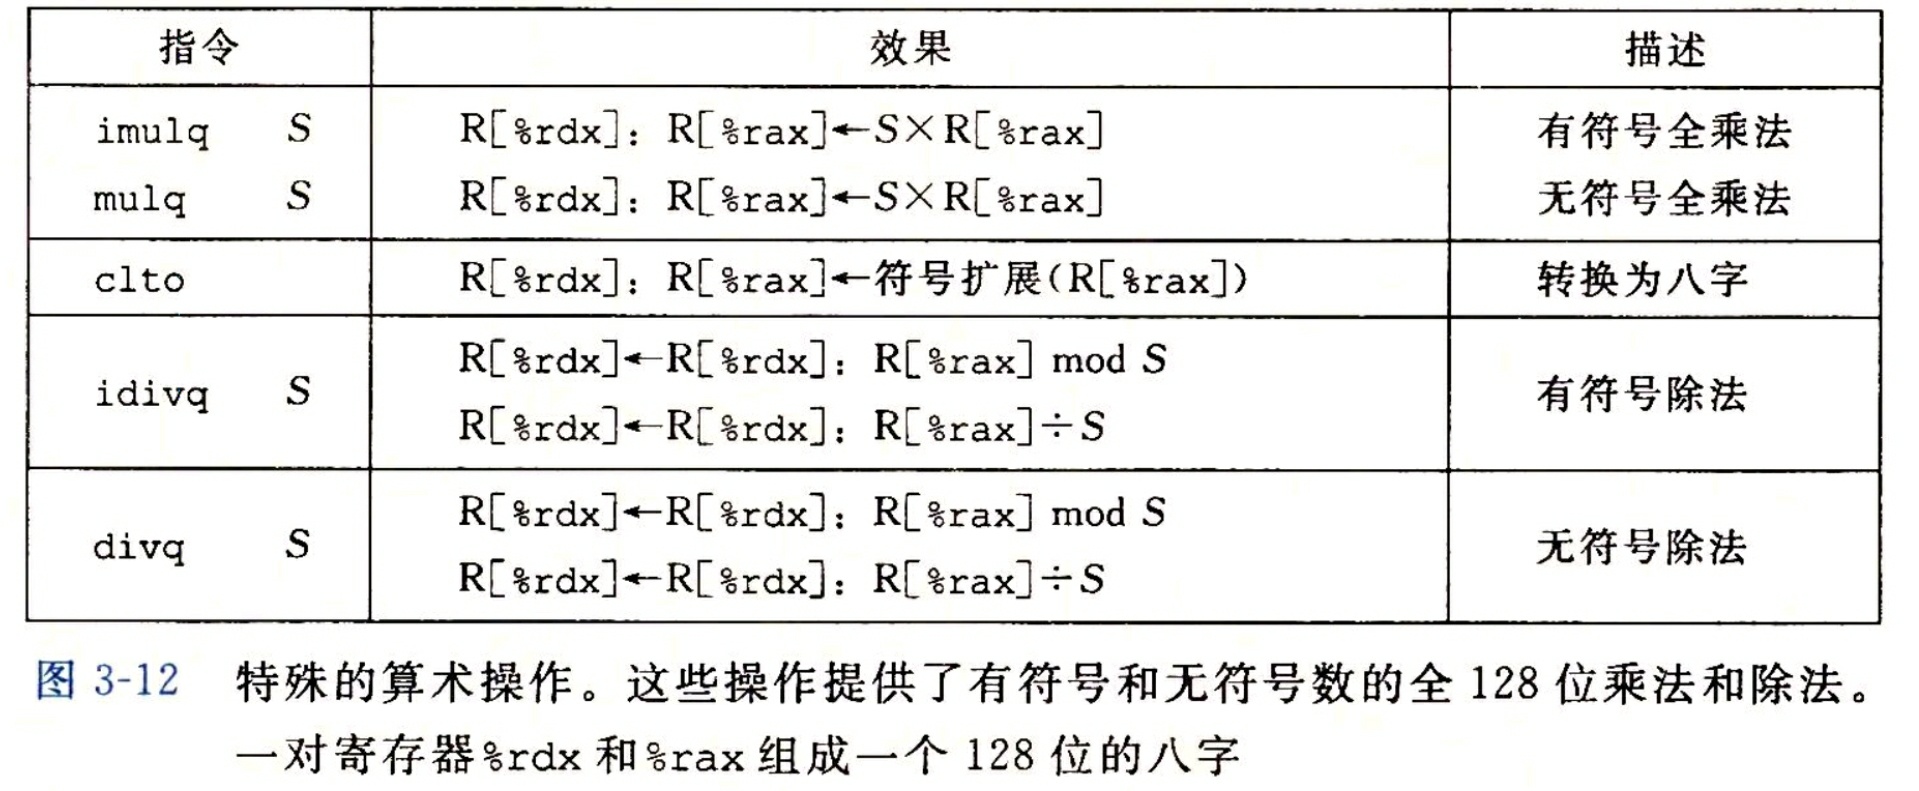 指令 效果 描述
imulq S R[%rdx]: R[%rax]←S×R[%rax] 有符号全乘法
mulq S R[%rdx]: R[%rax]←S×R[%rax] 无符号全乘法
clto R[%rdx]: R[%rax]←符号扩展(R[%rax]) 转换为八字
R[%rdx]←R[%rdx]: R[%rax] mod S
idivq S 有符号除法
R[%rdx]←R[%rdx]: R[%rax]÷S
R[%rdx]←R[%rdx]: R[%rax] mod S
divq S 无符号除法
R[%rdx]←R[%rdx]: R[%rax]÷S
图 3-12 特殊的算术操作。这些操作提供了有符号和无符号数的全 128 位乘法和除法。
一对寄存器%rdx 和%rax 组成一个 128 位的八字